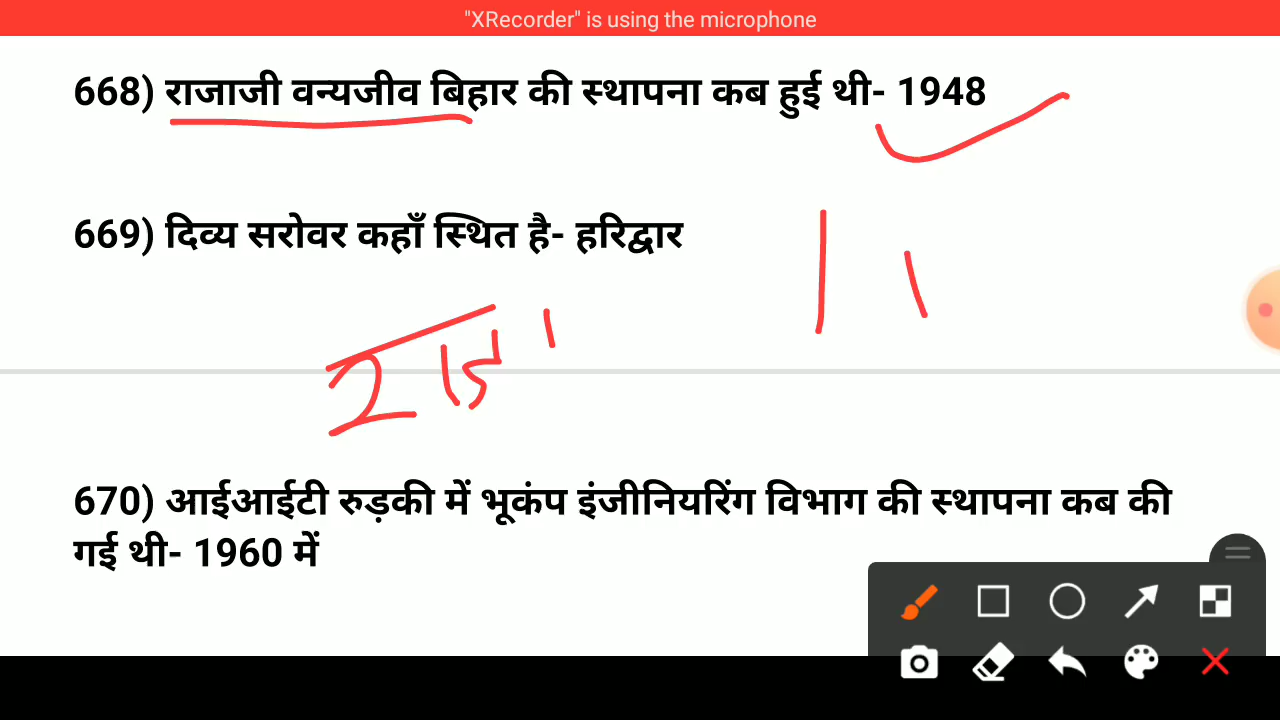 "XRecorder" is using the microphone
668) राजाजी वन्यजीव बिहार की स्थापना कब हुई थी- 1948
669) दिव्य सरोवर कहाँ स्थित है- हरिद्वार
670) आईआईटी रुड़की में भूकंप इंजीनियरिंग विभाग की स्थापना कब की
गई थी- 1960 में